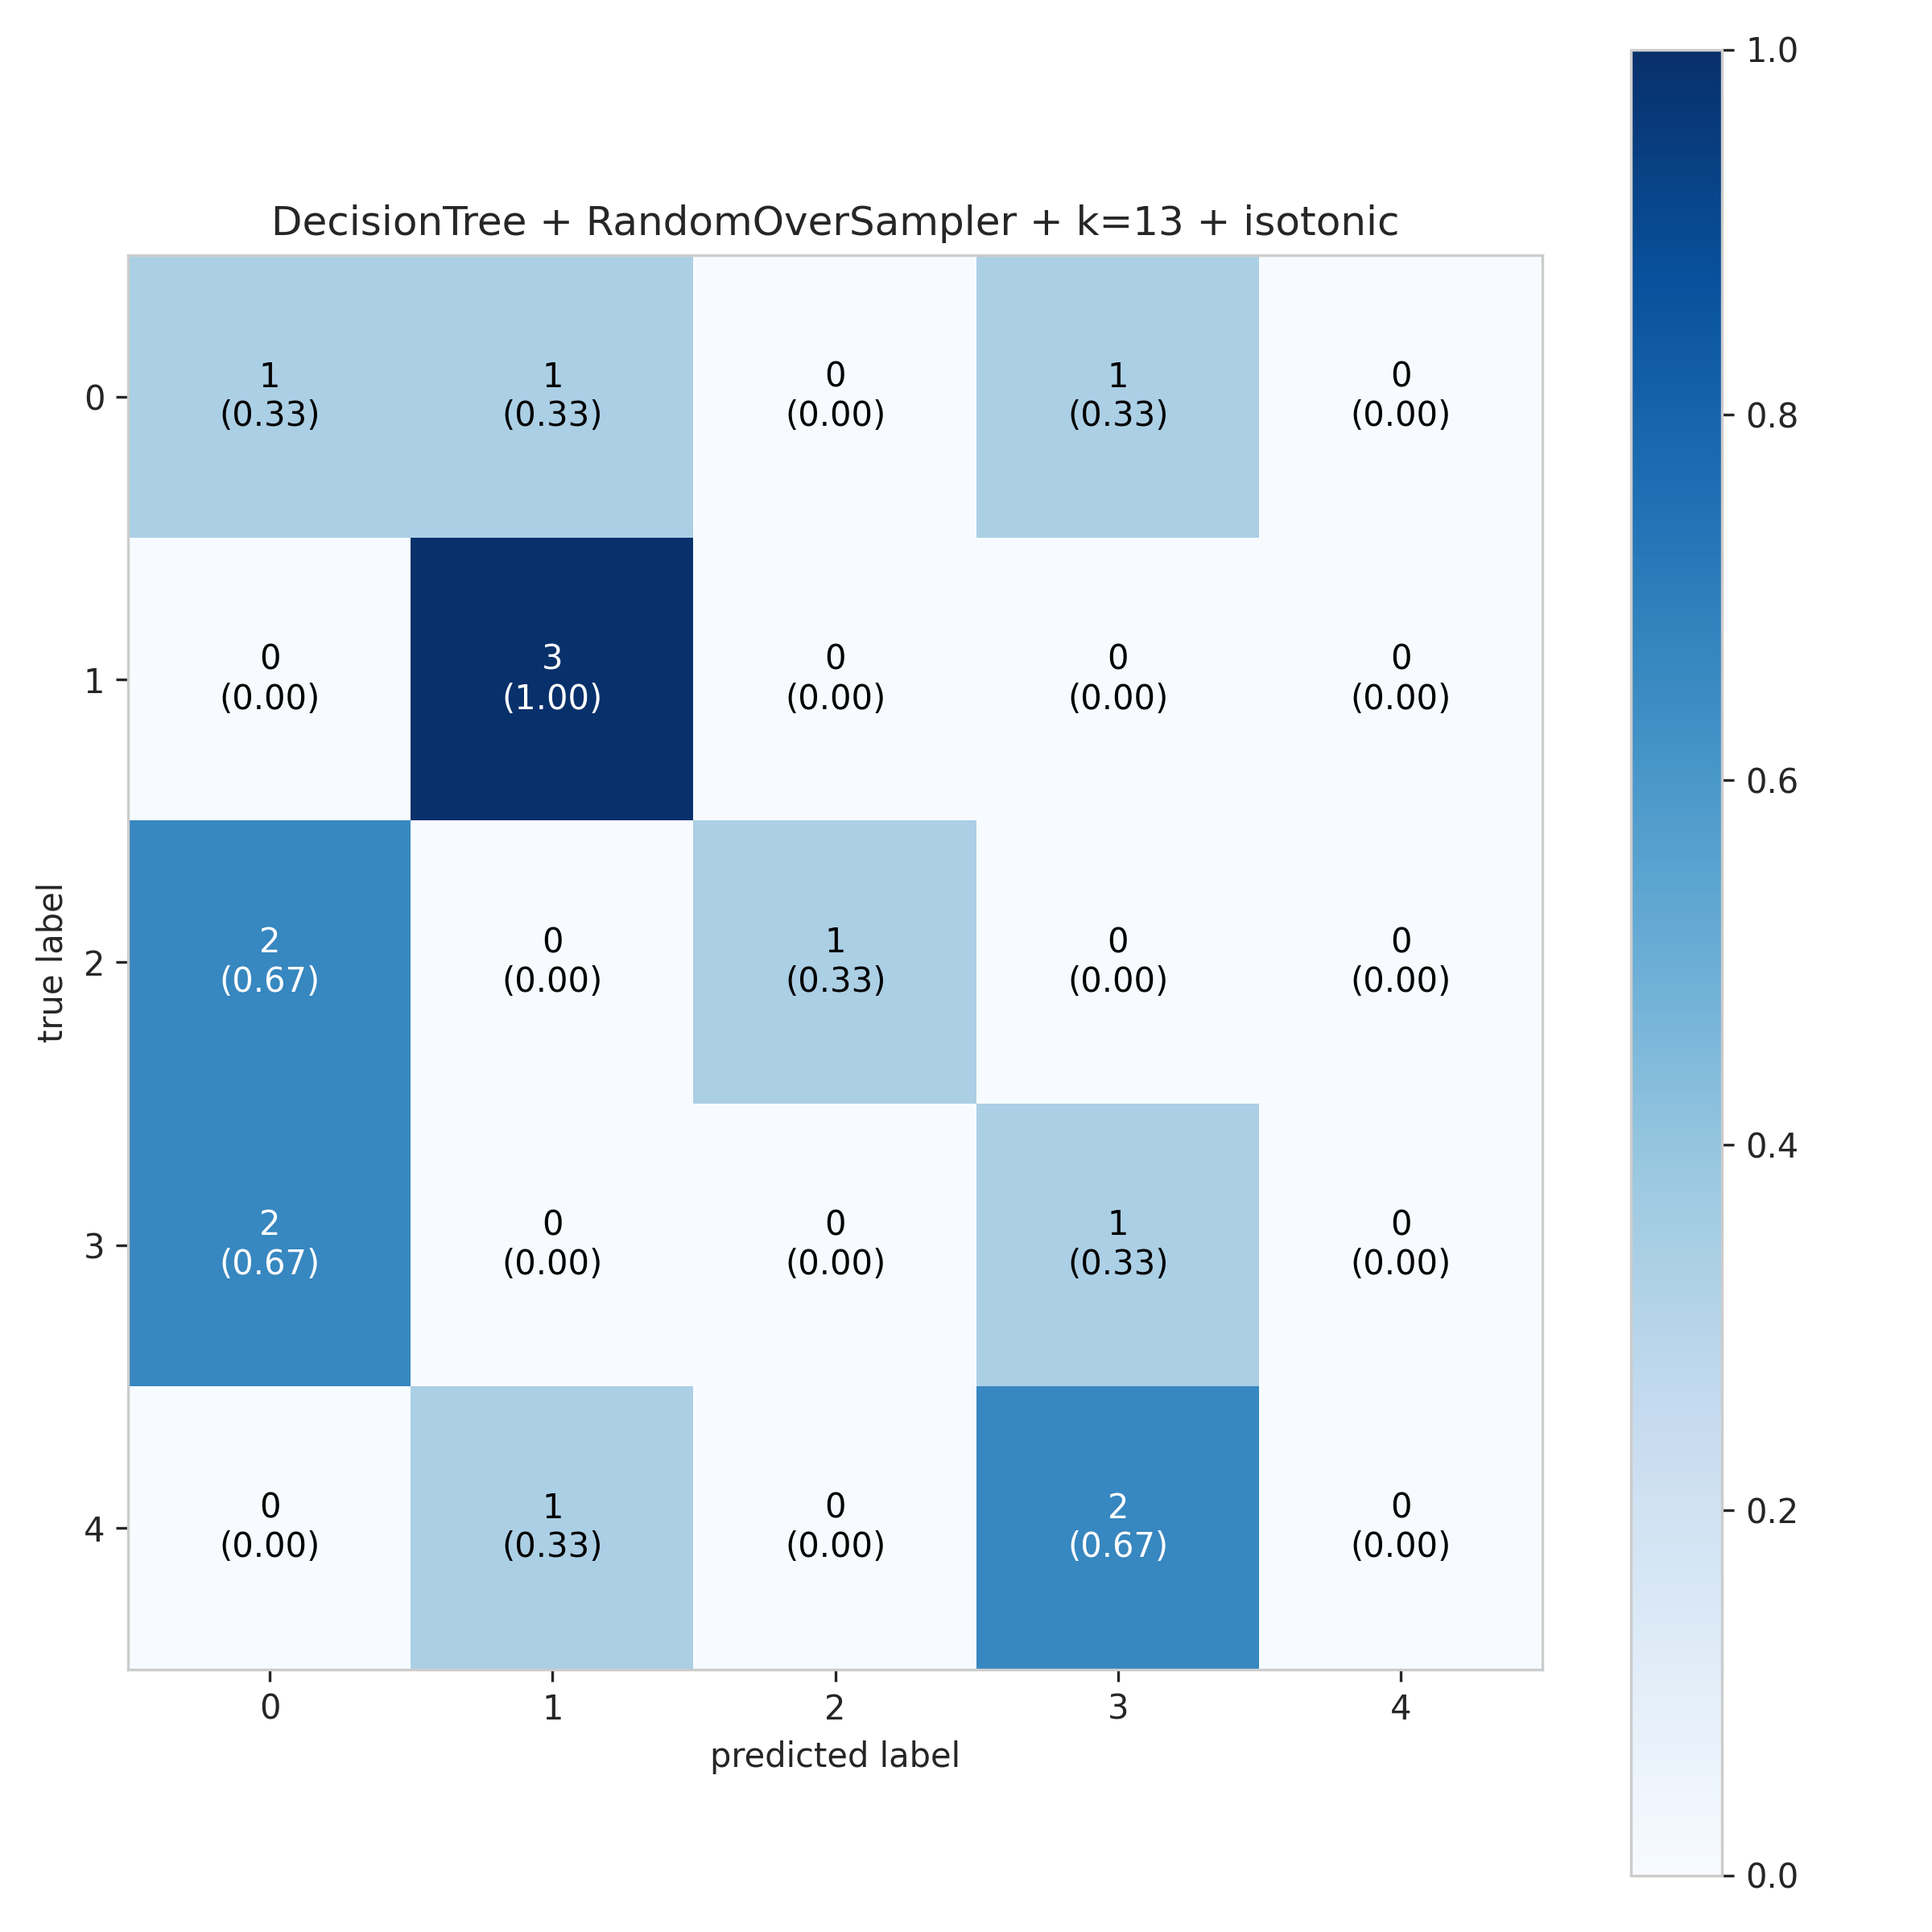 DecisionTree + RandomOverSampler + k=13 + isotonic
1 1 0 1 0
(0.33) (0.33) (0.00) (0.33) (0.00)
0
0 3 0 0 0
(0.00) (1.00) (0.00) (0.00) (0.00)
1
2 0 1 0 0
(0.67) (0.00) (0.33) (0.00) (0.00)
2
true label
2 0 0 1 0
(0.67) (0.00) (0.00) (0.33) (0.00)
3
0 1 0 2 0
(0.00) (0.33) (0.00) (0.67) (0.00)
4
0 1 2 3 4
predicted label
1.0
0.8
0.6
0.4
0.2
0.0